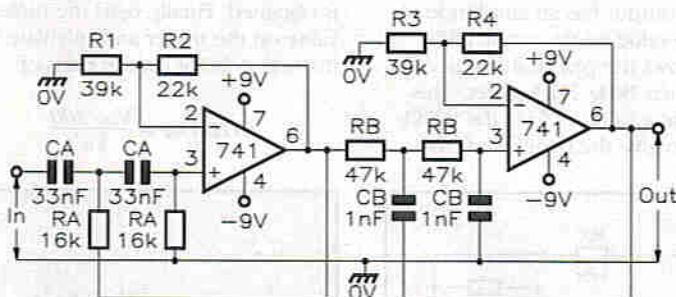 R1
R2
39k
22k
0V
+9V
2
7
741
6
3
4
-9V
CA
CA
33nF
33nF
In
RA
16k
RA
16k
R3
R4
39k
22k
0V
+9V
2
7
741
6
3
4
-9V
RB
RB
47k
47k
CB
1nF
CB
1nF
Out
0V